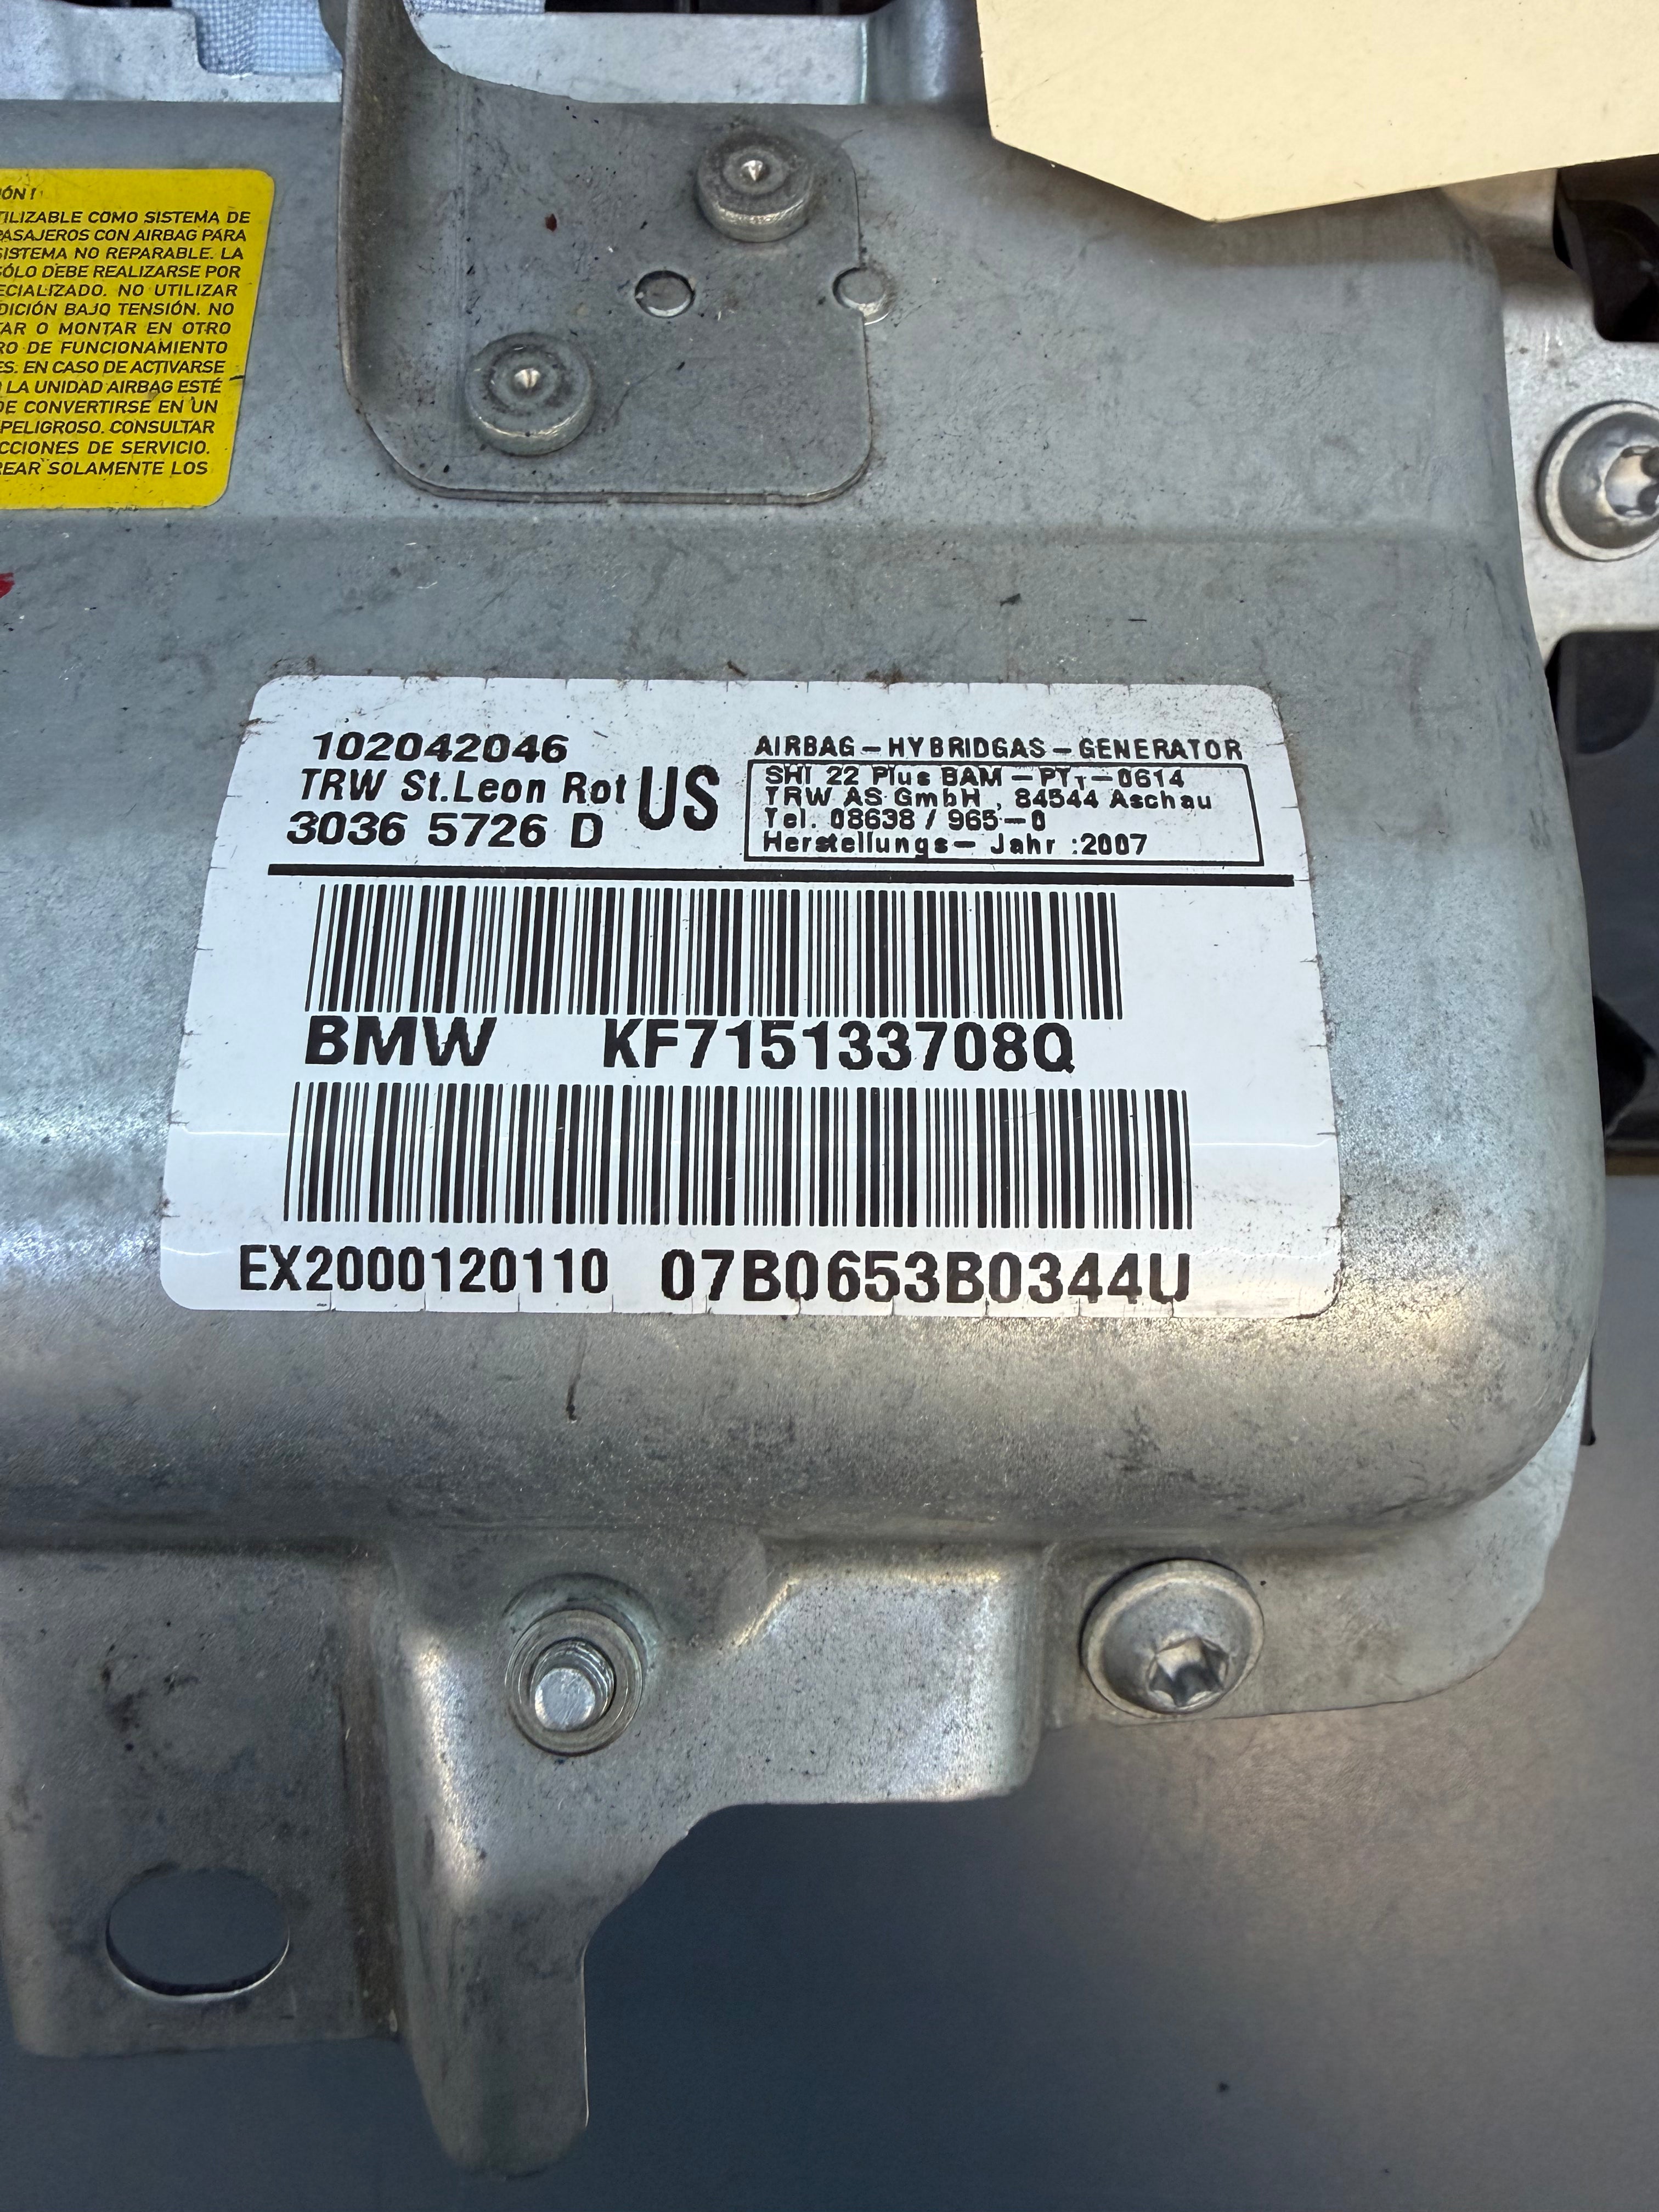 ÓN!
TILIZABLE COMO SISTEMA DE
PASAJEROS CON AIRBAG PARA
SISTEMA NO REPARABLE. LA
SÓLO DEBE REALIZARSE POR
ECIALIZADO. NO UTILIZAR
DICIÓN BAJO TENSIÓN. NO
TAR O MONTAR EN OTRO
RO DE FUNCIONAMIENTO
ES. EN CASO DE ACTIVARSE
LA UNIDAD AIRBAG ESTÉ
DE CONVERTIRSE EN UN
PELIGROSO. CONSULTAR
CCIONES DE SERVICIO.
REAR SOLAMENTE LOS
102042046
TRW St.Leon Rot US
3036 5726 D
AIRBAG-HYBRIDGAS-GENERATOR
SHI 22 Plus BAM-PT₁-0614
TRW AS GmbH, 84544 Aschau
Tel. 08638 / 965-0
Herstellungs- Jahr :2007
BMW KF715133708Q
EX2000120110 07B0653B0344U